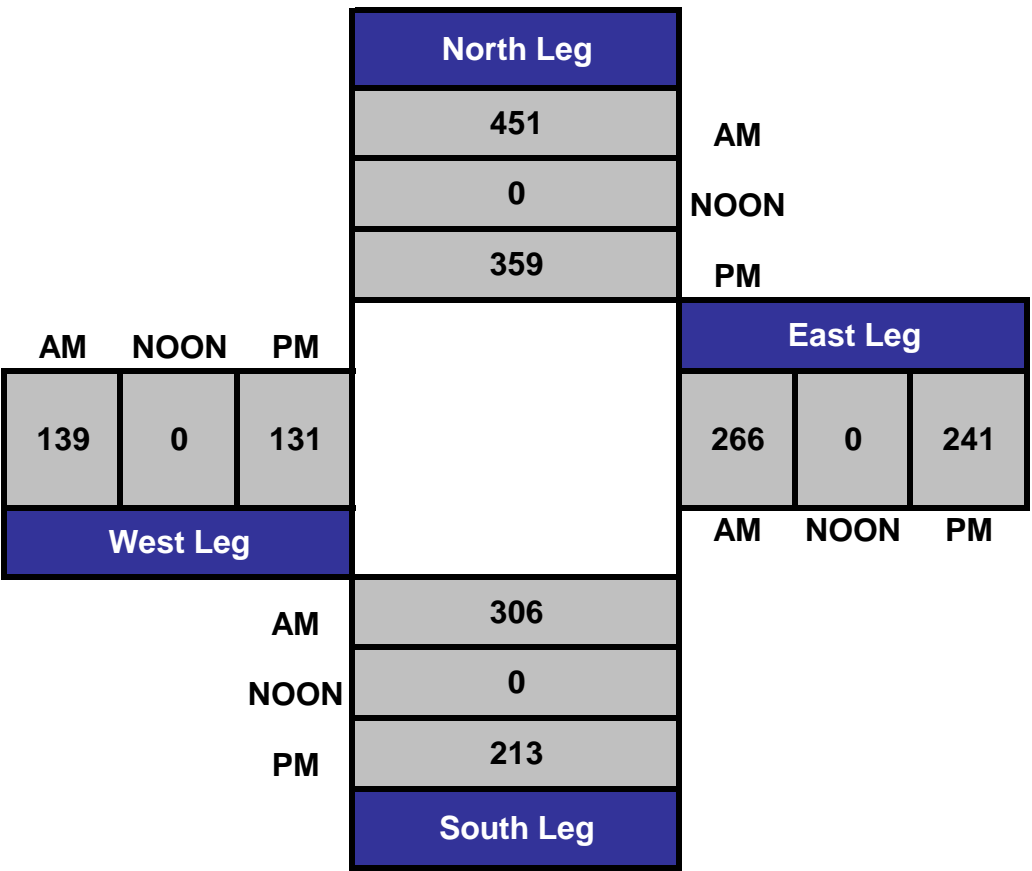 North Leg
451 AM
0 NOON
359 PM
East Leg
AM NOON PM
139 0 131
266 0 241
West Leg
AM NOON PM
AM 306
NOON 0
PM 213
South Leg